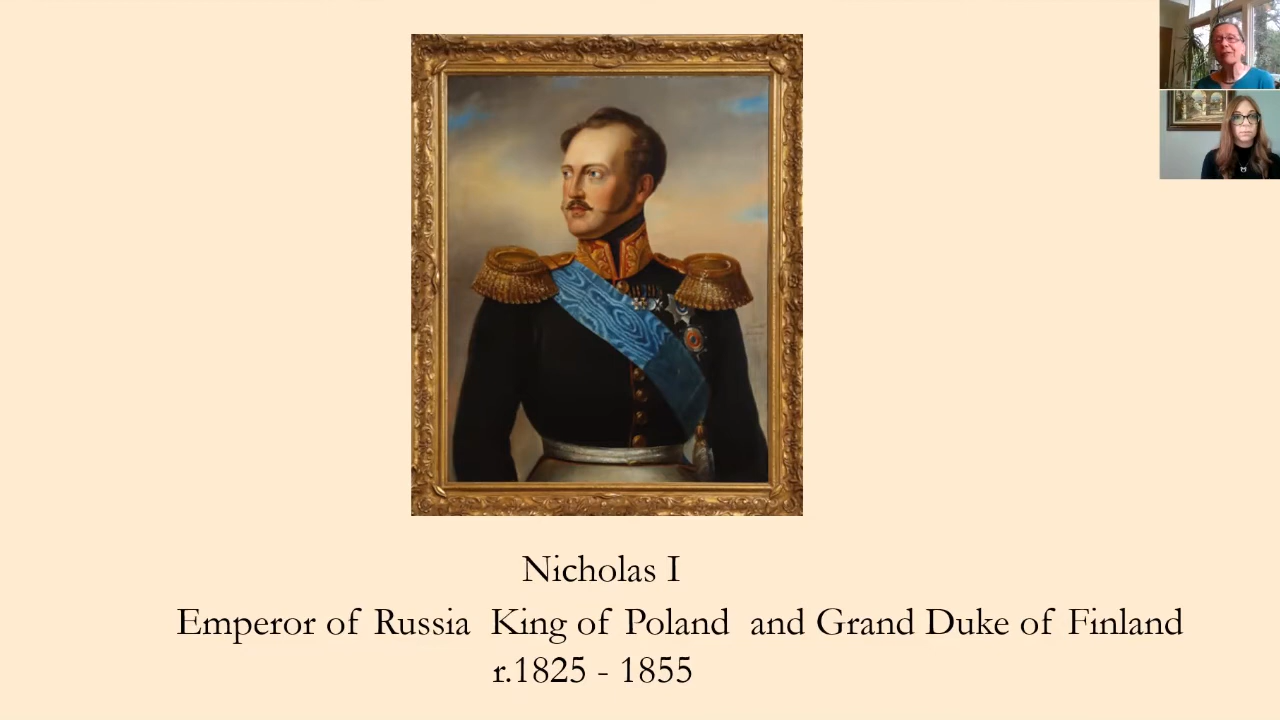 Nicholas I
Emperor of Russia King of Poland and Grand Duke of Finland
r.1825 - 1855